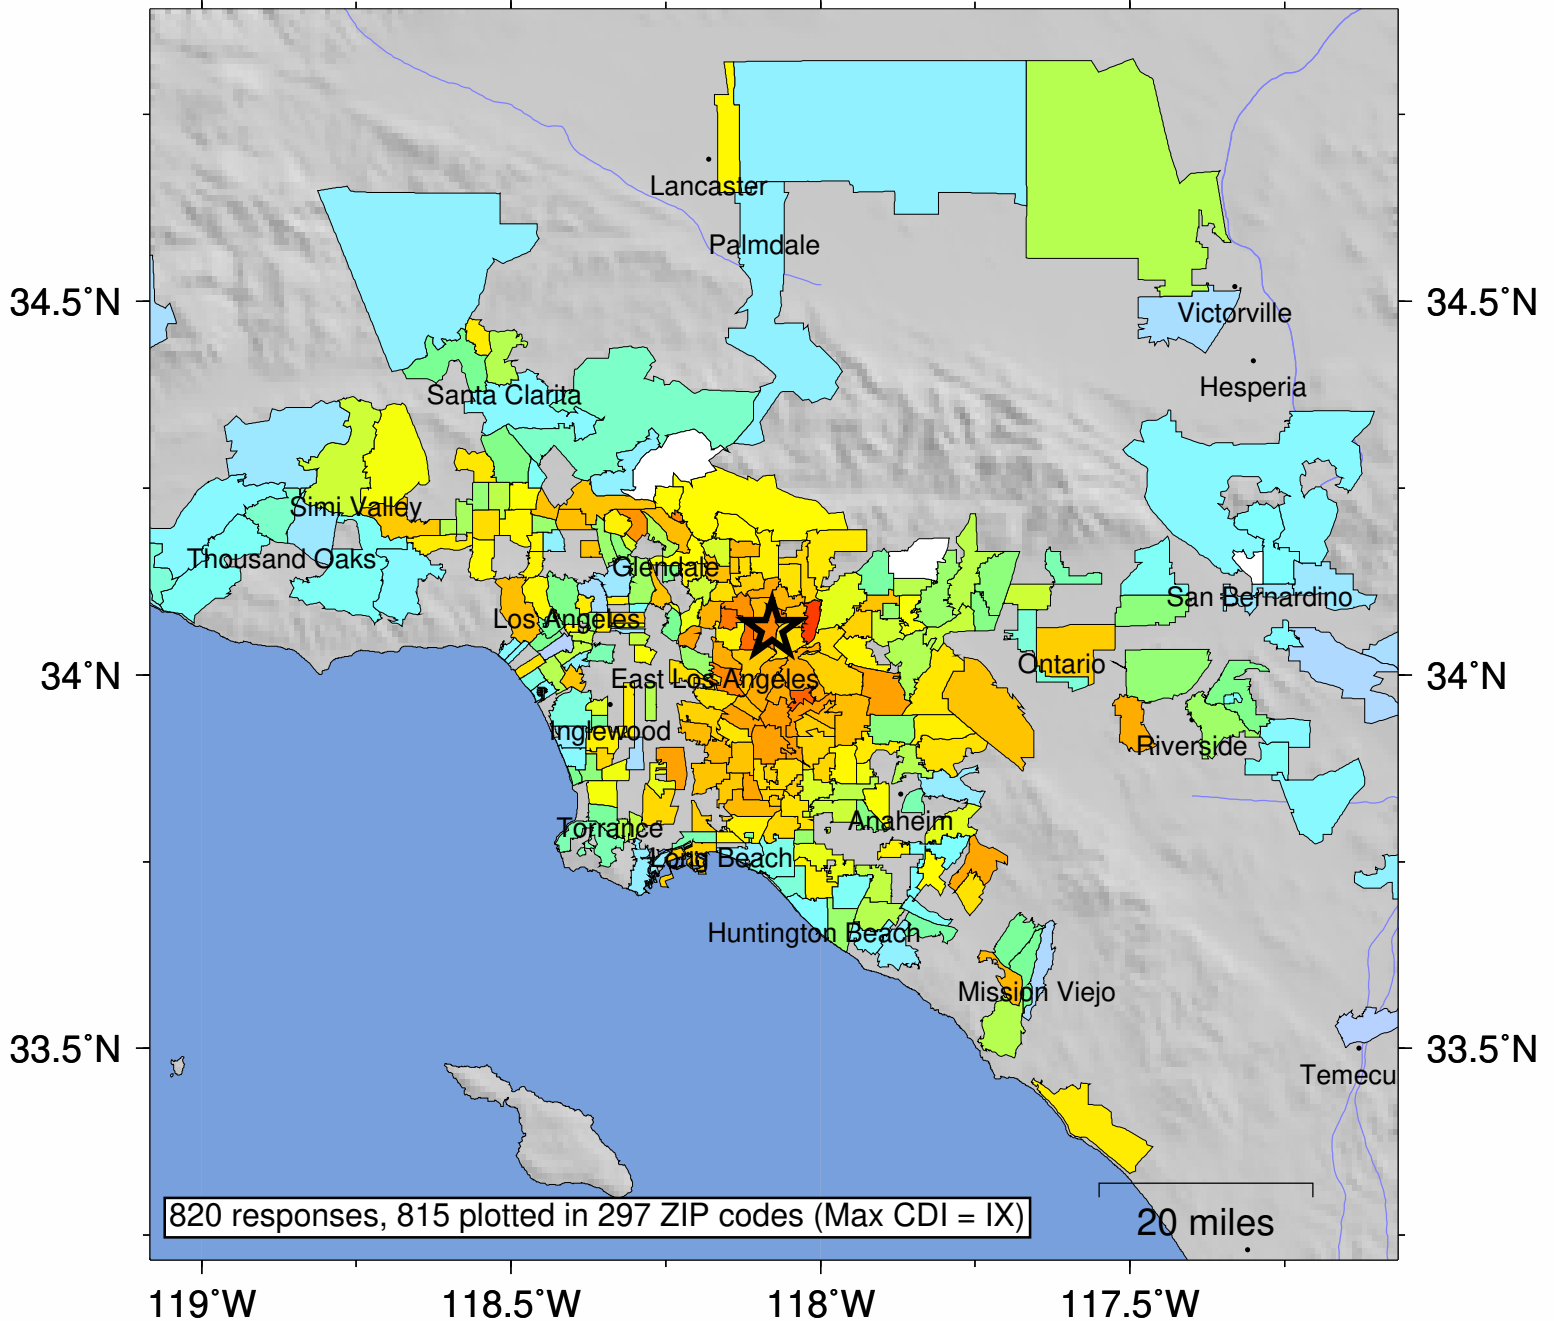 Lancaster
Palmdale
34.5°N
34.5°N
Victorville
Hesperia
Santa Clarita
Simi Valley
Thousand Oaks
Glendale
San Bernardino
Los Angeles
Ontario
34°N
34°N
East Los Angeles
Inglewood
Riverside
Anaheim
Torrance
Long Beach
Huntington Beach
Mission Viejo
33.5°N
33.5°N
Temecu
820 responses, 815 plotted in 297 ZIP codes (Max CDI = IX)
20 miles
119°W
118.5°W
118°W
117.5°W